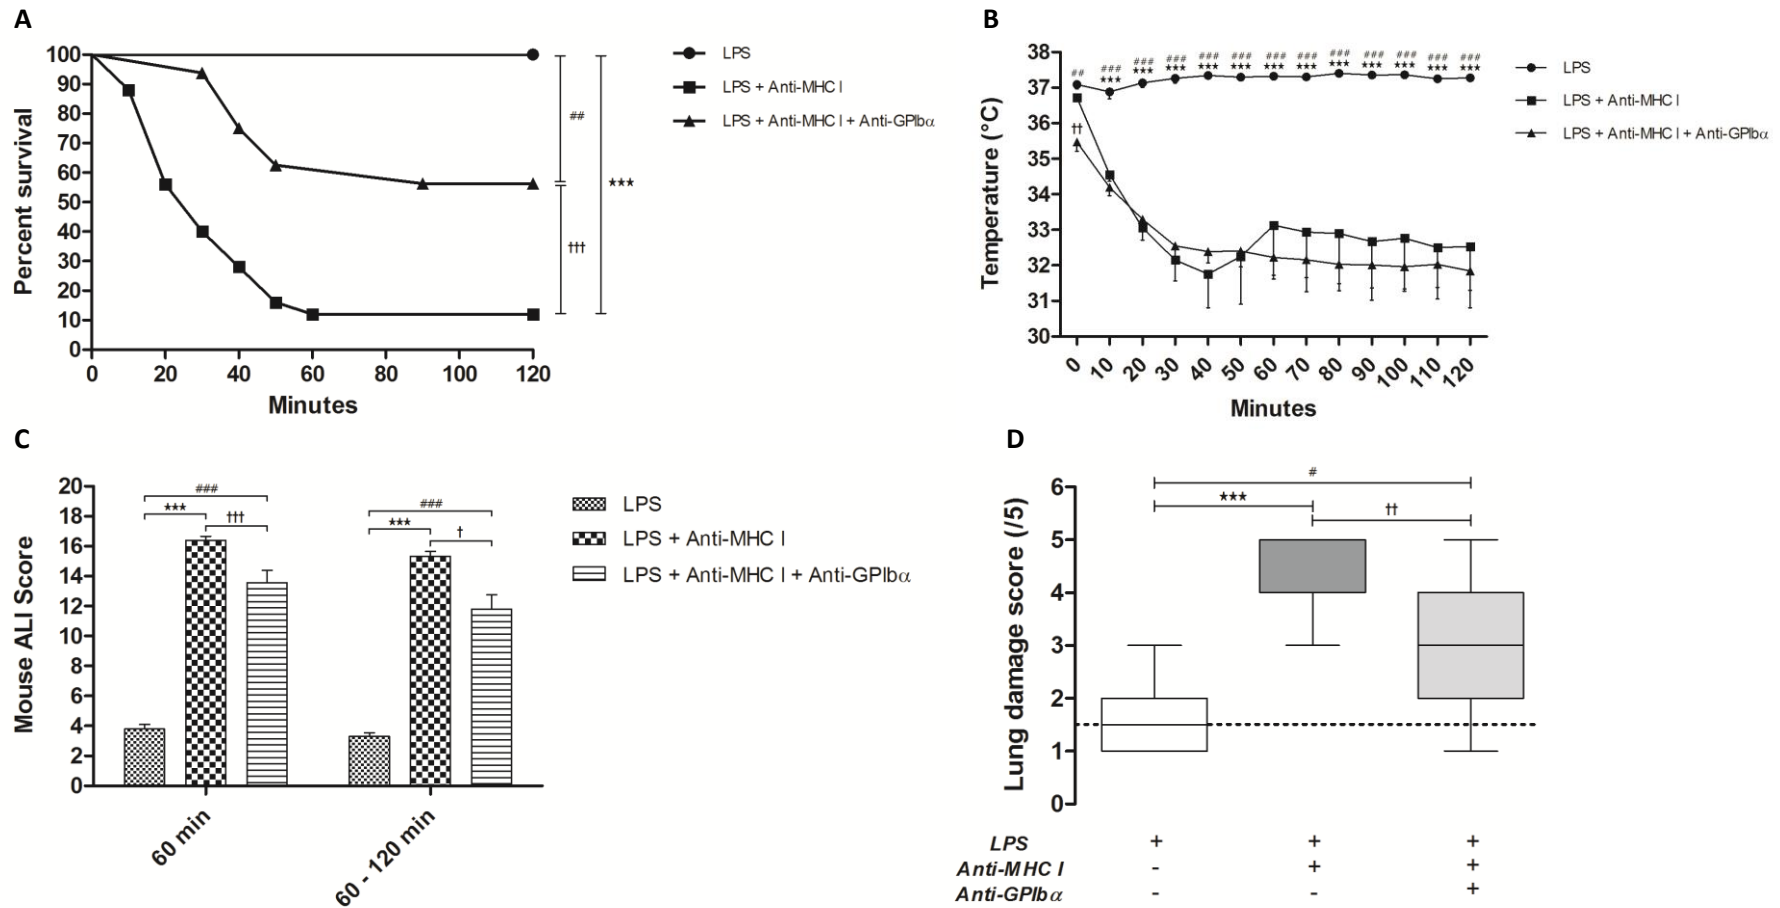 A
100
90
80
70
60
50
40
30
20
10
0
0 20 40 60 80 100 120
Percent survival
Minutes
LPS
LPS + Anti-MHC I
LPS + Anti-MHC I + Anti-GPIbα
##
†††
***
B
38
37
36
35
34
33
32
31
30
0 10 20 30 40 50 60 70 80 90 100 110 120
Temperature (°C)
Minutes
## ### ### ### ### ### ### ### ### ### ### ### ###
*** *** *** *** *** *** *** *** *** *** *** ***
††
LPS
LPS + Anti-MHC I
LPS + Anti-MHC I + Anti-GPIbα
C
20
18
16
14
12
10
8
6
4
2
0
Mouse ALI Score
###
***
†††
###
***
†
60 min
60 - 120 min
LPS
LPS + Anti-MHC I
LPS + Anti-MHC I + Anti-GPIbα
D
6
5
4
3
2
1
0
Lung damage score (/5)
#
***
††
LPS + + +
Anti-MHC I - + +
Anti-GPIbα - - +